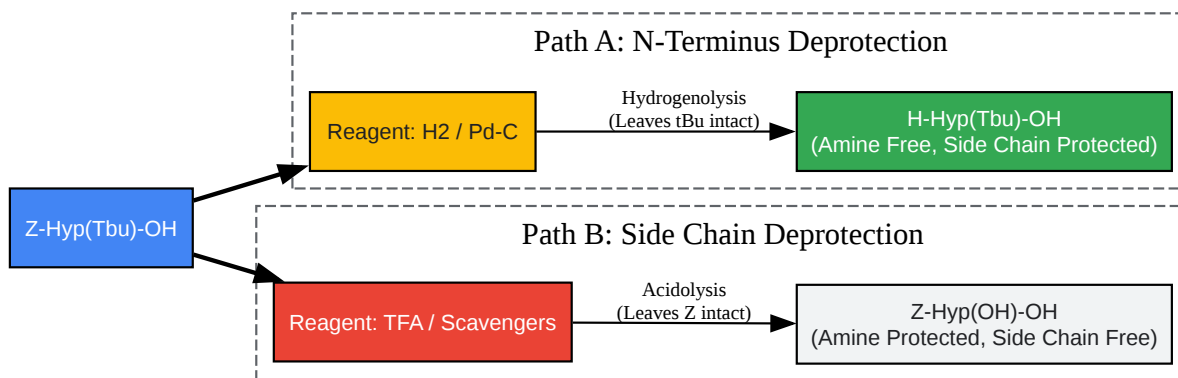 Path A: N-Terminus Deprotection
Reagent: H2 / Pd-C
Hydrogenolysis
(Leaves tBu intact)
H-Hyp(Tbu)-OH
(Amine Free, Side Chain Protected)
Z-Hyp(Tbu)-OH
Path B: Side Chain Deprotection
Reagent: TFA / Scavengers
Acidolysis
(Leaves Z intact)
Z-Hyp(OH)-OH
(Amine Protected, Side Chain Free)